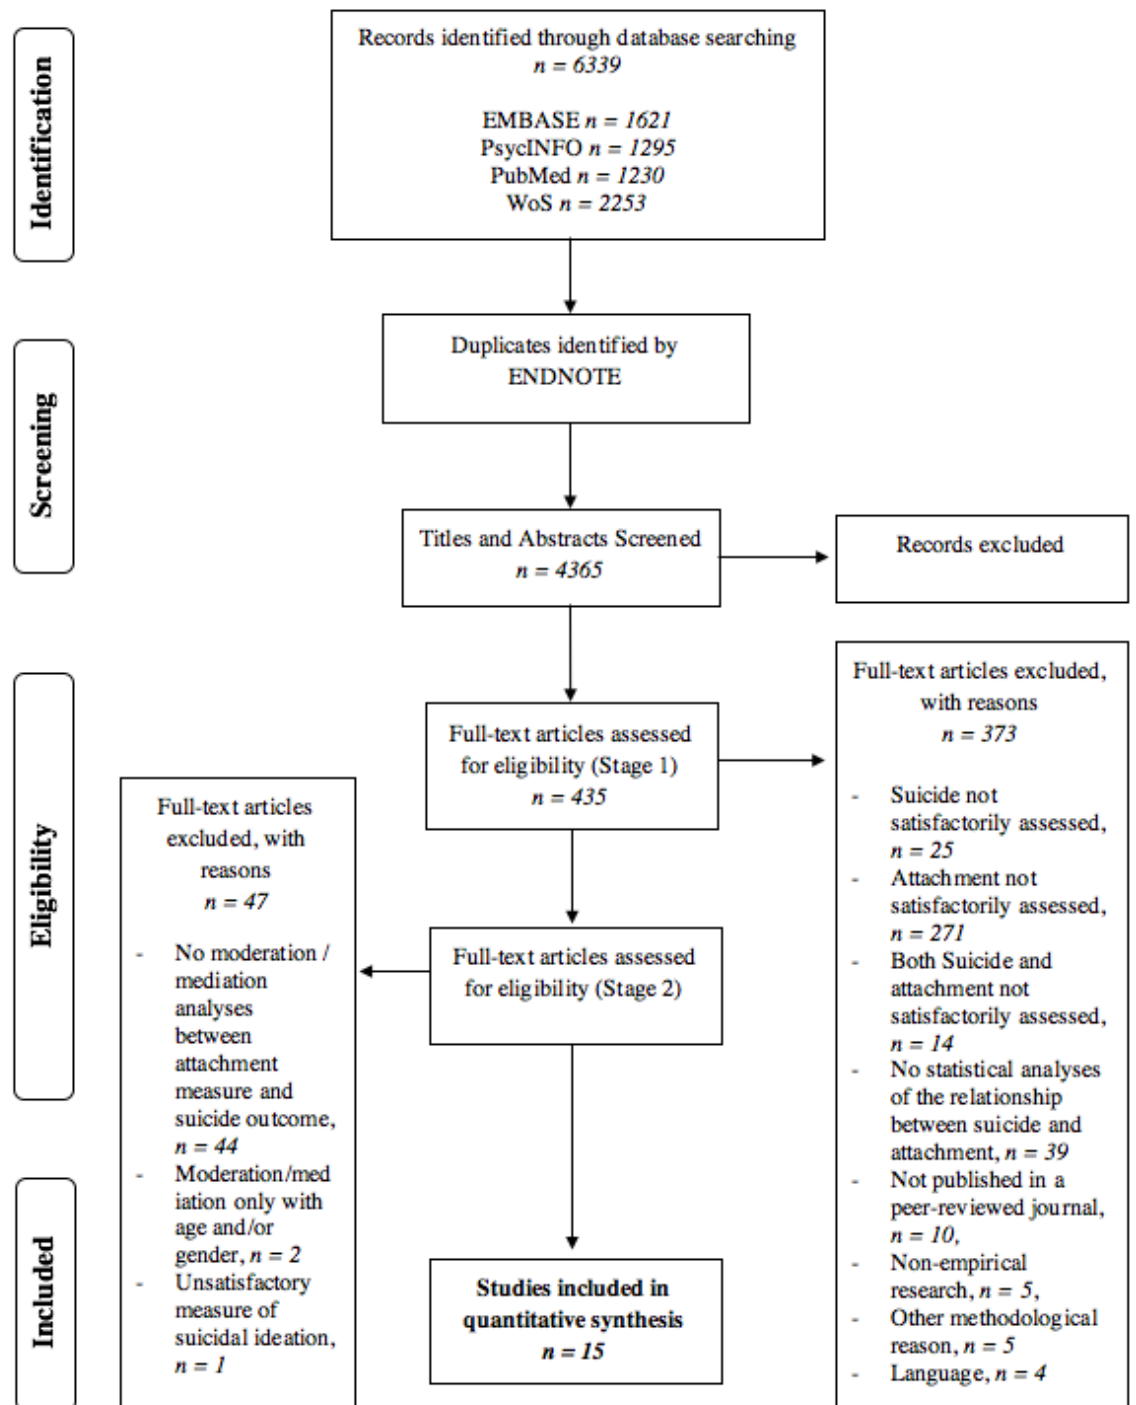 Identification
Records identified through database searching
n = 6339
EMBASE n = 1621
PsycINFO n = 1295
PubMed n = 1230
WoS n = 2253
Screening
Duplicates identified by
ENDNOTE
Titles and Abstracts Screened
n = 4365
Records excluded
Eligibility
Full-text articles assessed
for eligibility (Stage 1)
n = 435
Full-text articles excluded,
with reasons
n = 373
- Suicide not
satisfactorily assessed,
n = 25
- Attachment not
satisfactorily assessed,
n = 271
- Both Suicide and
attachment not
satisfactorily assessed,
n = 14
- No statistical analyses
of the relationship
between suicide and
attachment, n = 39
- Not published in a
peer-reviewed journal,
n = 10,
- Non-empirical
research, n = 5,
- Other methodological
reason, n = 5
- Language, n = 4
Full-text articles assessed
for eligibility (Stage 2)
Full-text articles
excluded, with
reasons
n = 47
- No moderation /
mediation
analyses
between
attachment
measure and
suicide outcome,
n = 44
- Moderation/med
iation only with
age and/or
gender, n = 2
- Unsatisfactory
measure of
suicidal ideation,
n = 1
Included
Studies included in
quantitative synthesis
n = 15